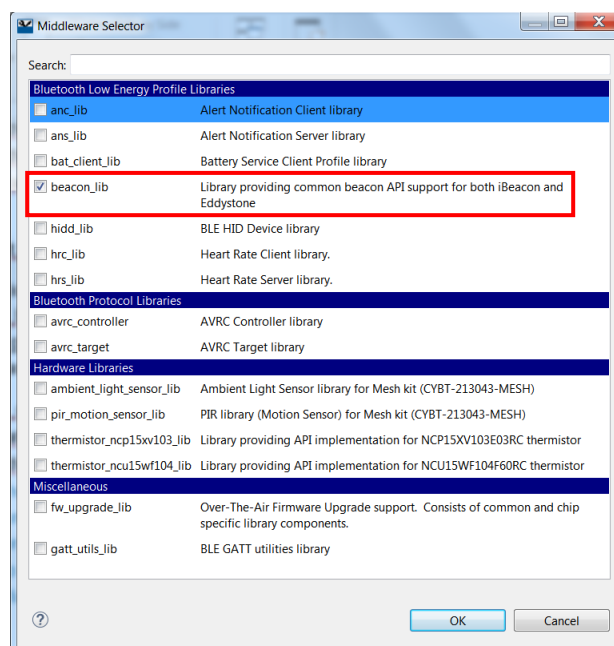 Middleware Selector
Search:
Bluetooth Low Energy Profile Libraries
anc_lib Alert Notification Client library
ans_lib Alert Notification Server library
bat_client_lib Battery Service Client Profile library
beacon_lib Library providing common beacon API support for both iBeacon and
Eddystone
hidd_lib BLE HID Device library
hrc_lib Heart Rate Client library.
hrs_lib Heart Rate Server library.
Bluetooth Protocol Libraries
avrc_controller AVRC Controller library
avrc_target AVRC Target library
Hardware Libraries
ambient_light_sensor_lib Ambient Light Sensor library for Mesh kit (CYBT-213043-MESH)
pir_motion_sensor_lib PIR library (Motion Sensor) for Mesh kit (CYBT-213043-MESH)
thermistor_ncp15xv103_lib Library providing API implementation for NCP15XV103E03RC thermistor
thermistor_ncu15wf104_lib Library providing API implementation for NCU15WF104F60RC thermistor
Miscellaneous
fw_upgrade_lib Over-The-Air Firmware Upgrade support. Consists of common and chip
specific library components.
gatt_utils_lib BLE GATT utilities library
? OK Cancel